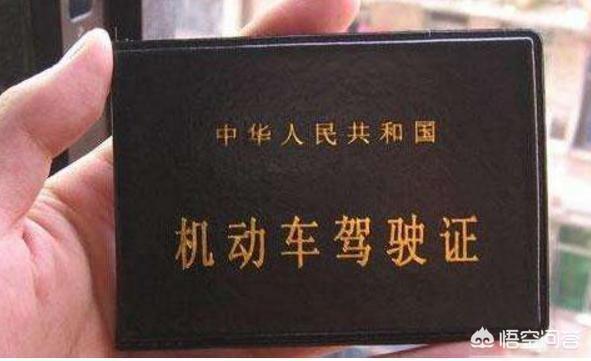 中华人民共和国
机动车驾驶证
悟空问答